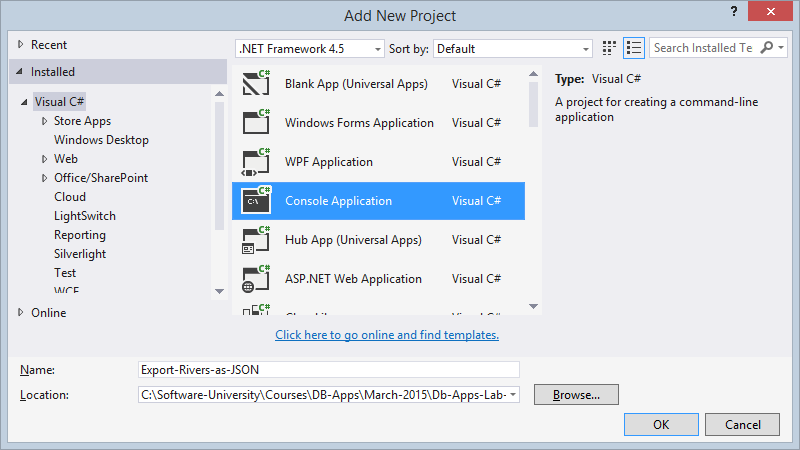 Add New Project
? ×
Recent
.NET Framework 4.5 Sort by: Default Search Installed Te
Installed
Visual C#
Store Apps
Windows Desktop
Web
Office/SharePoint
Cloud
LightSwitch
Reporting
Silverlight
Test
WCF
Online
C# Blank App (Universal Apps) Visual C#
C# Windows Forms Application Visual C#
C# WPF Application Visual C#
C# C:\ Console Application Visual C#
C# Hub App (Universal Apps) Visual C#
C# ASP.NET Web Application Visual C#
C# Visual C#
Click here to go online and find templates.
Type: Visual C#
A project for creating a command-line
application
Name: Export-Rivers-as-JSON
Location: C:\Software-University\Courses\DB-Apps\March-2015\Db-Apps-Lab- Browse...
OK Cancel